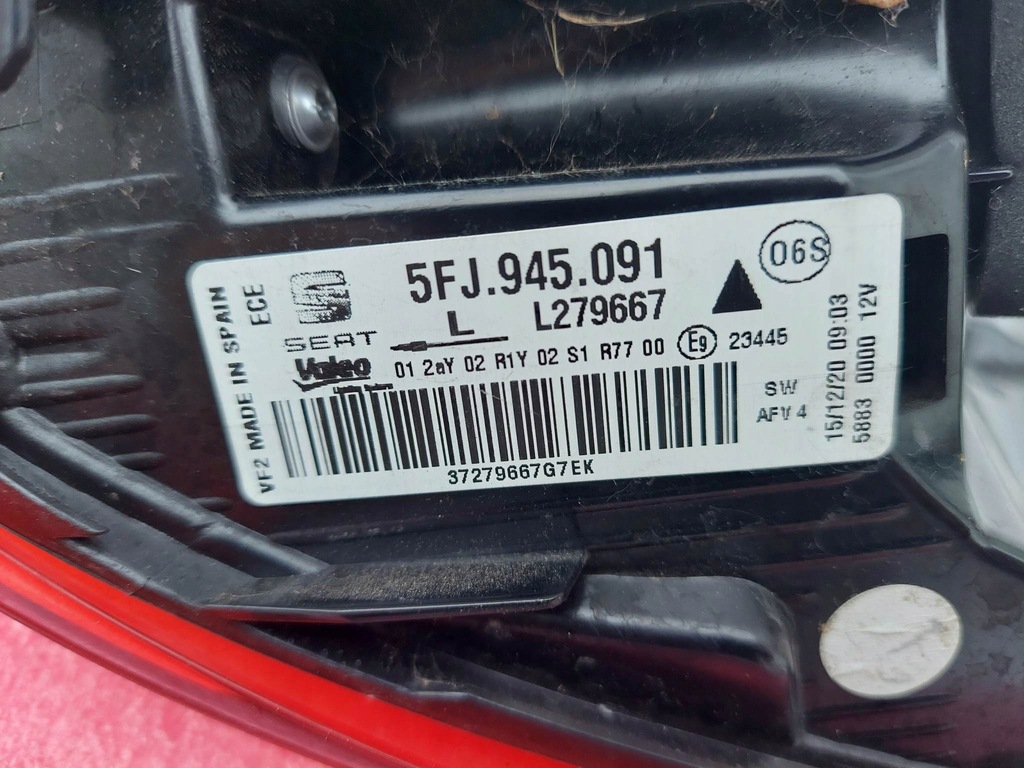 5FJ.945.091
06S
L
L279667
SEAT
Valeo
01 2aY 02 R1Y 02 S1 R77 00 E9 23445
SW
AFV 4
37279667G7EK
VF2 MADE IN SPAIN
ECE
15/12/20 09:03
5883 0000 12V